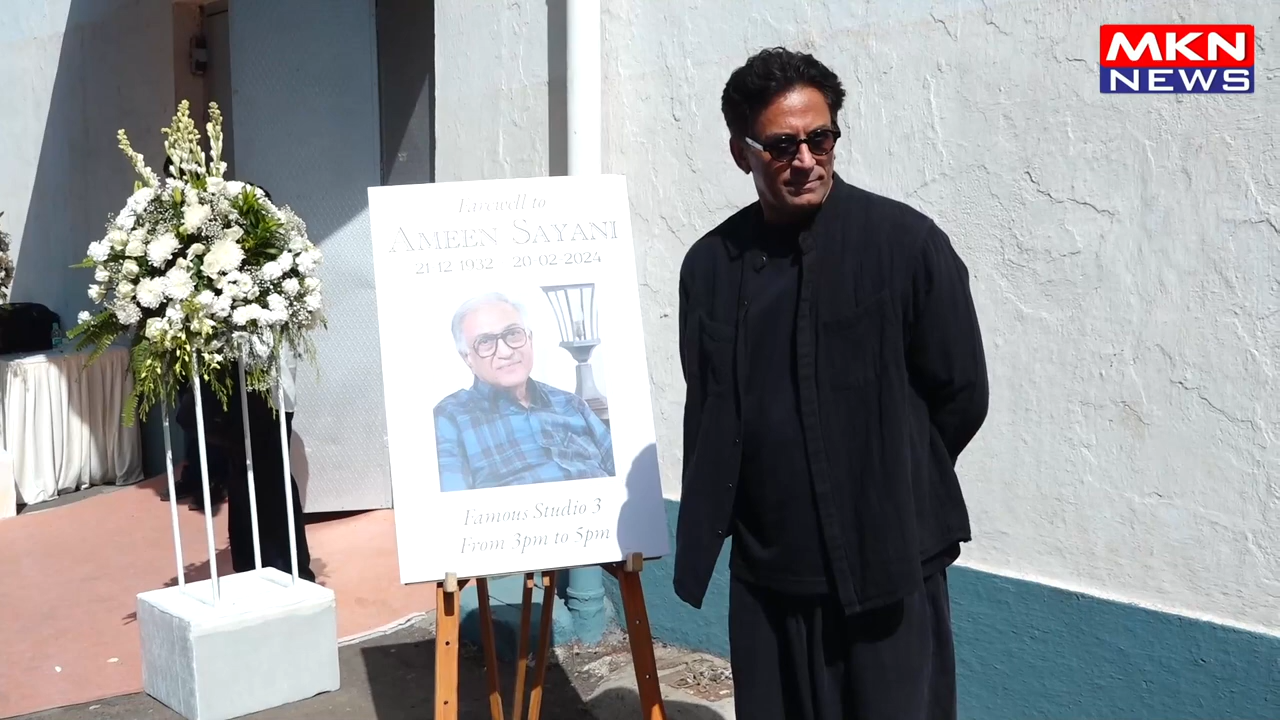 MKN
NEWS
Farewell to
AMEEN SAYANI
21-12-1932 20-02-2024
Famous Studio 3
From 3pm to 5pm